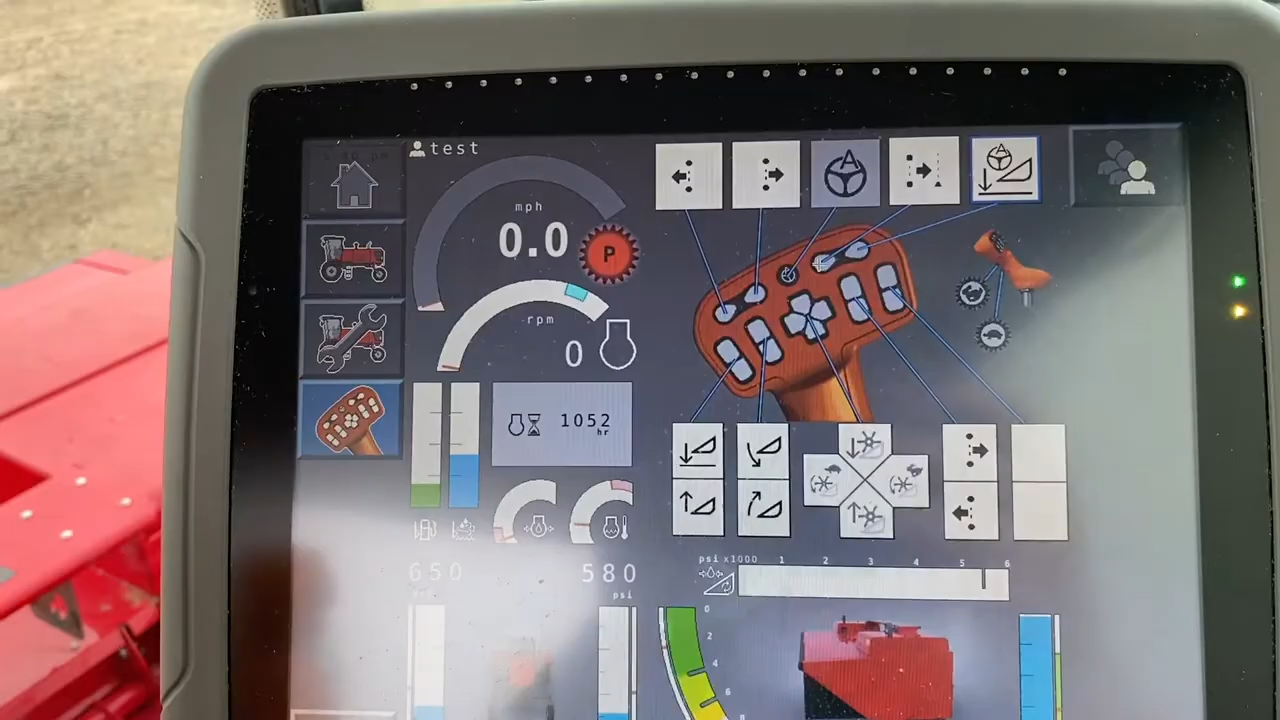 test
mph
0.0
P
rpm
0
1052
hr
psi x1000 1 2 3 4 5 6
650
580
psi
0
2
4
6